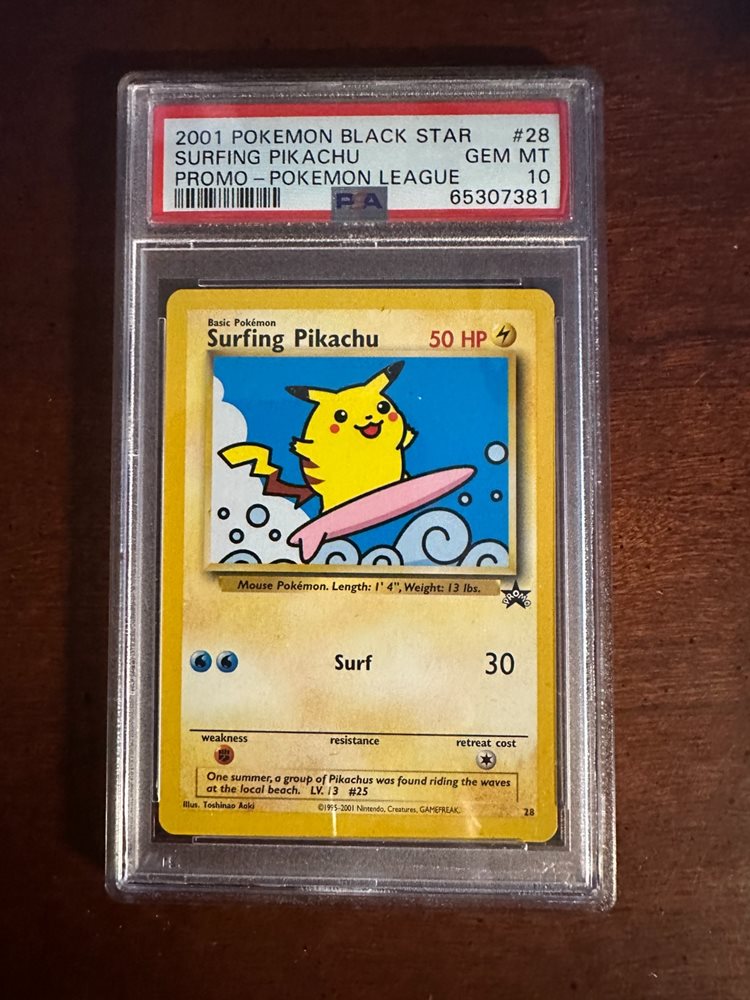 2001 POKEMON BLACK STAR #28
SURFING PIKACHU GEM MT
PROMO - POKEMON LEAGUE 10
PSA 65307381
Basic Pokémon
Surfing Pikachu 50 HP
Mouse Pokémon. Length: 1' 4", Weight: 13 lbs.
PROMO
Surf 30
weakness resistance retreat cost
One summer, a group of Pikachus was found riding the waves
at the local beach. LV. 13 #25
Illus. Toshinao Aoki ©1995-2001 Nintendo, Creatures, GAMEFREAK. 28